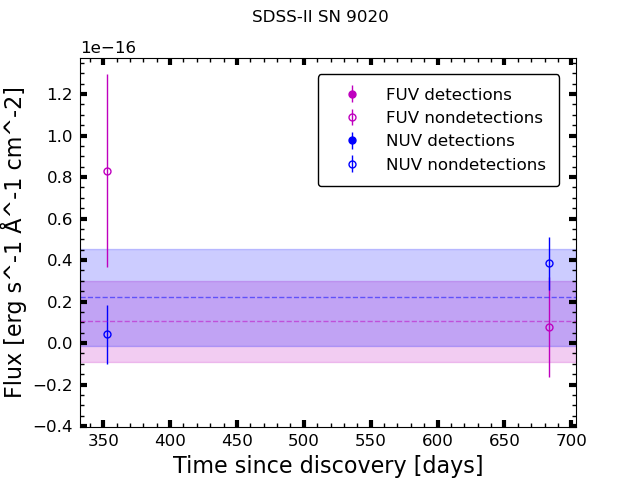 SDSS-II SN 9020
1e−16
FUV detections
FUV nondetections
NUV detections
NUV nondetections
Flux [erg s^-1 Å^-1 cm^-2]
1.2
1.0
0.8
0.6
0.4
0.2
0.0
−0.2
−0.4
350 400 450 500 550 600 650 700
Time since discovery [days]